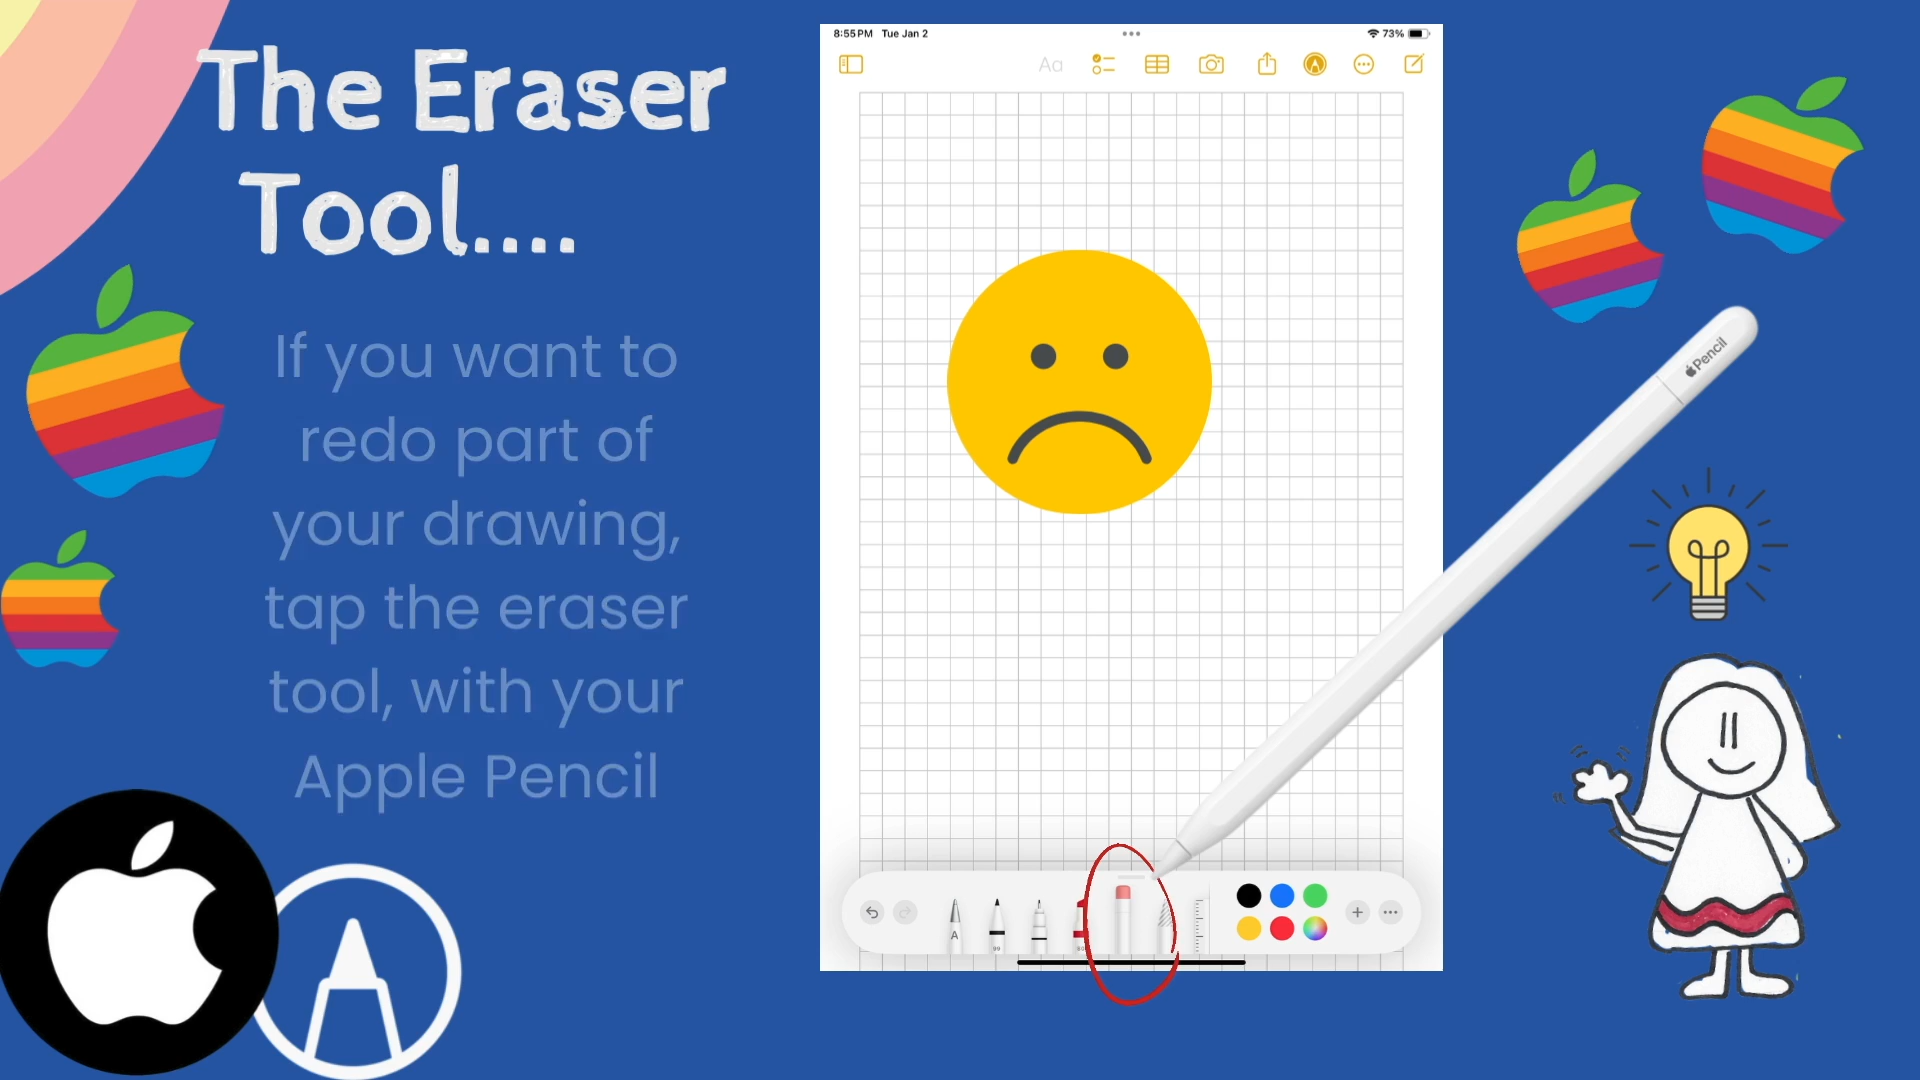 The Eraser
Tool....
If you want to
redo part of
your drawing,
tap the eraser
tool, with your
Apple Pencil
8:55 PM Tue Jan 2
73%
Aa
Pencil
A
99